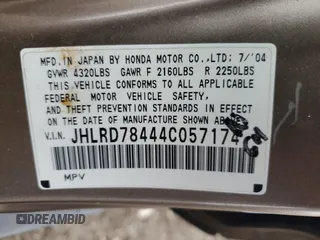 MFD. IN JAPAN BY HONDA MOTOR CO.,LTD: 7/'04
GVWR 4320LBS GAWR F 2160LBS R 2250LBS
THIS VEHICLE CONFORMS TO ALL APPLICABLE
FEDERAL MOTOR VEHICLE SAFETY,
AND THEFT PREVENTION STANDARDS IN EFFECT
ON THE DATE OF MANUFACTURE SHOWN ABOVE.
V.I.N. JHLRD78444C057174
MPV
DREAMBID